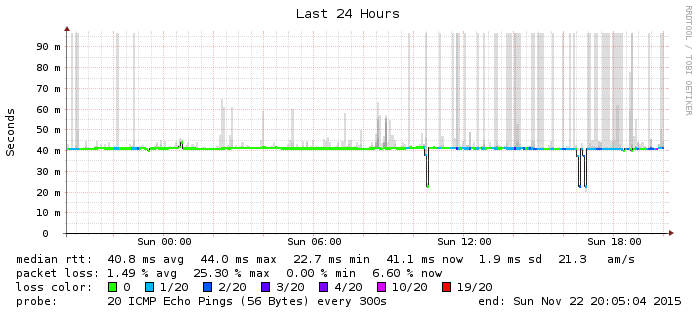 Last 24 Hours
RRDTOOL / TOBI OETIKER
Seconds
90 m
80 m
70 m
60 m
50 m
40 m
30 m
20 m
10 m
0
Sun 00:00 Sun 06:00 Sun 12:00 Sun 18:00
median rtt: 40.8 ms avg 44.0 ms max 22.7 ms min 41.1 ms now 1.9 ms sd 21.3 am/s
packet loss: 1.49 % avg 25.30 % max 0.00 % min 6.60 % now
loss color: 0 1/20 2/20 3/20 4/20 10/20 19/20
probe: 20 ICMP Echo Pings (56 Bytes) every 300s end: Sun Nov 22 20:05:04 2015